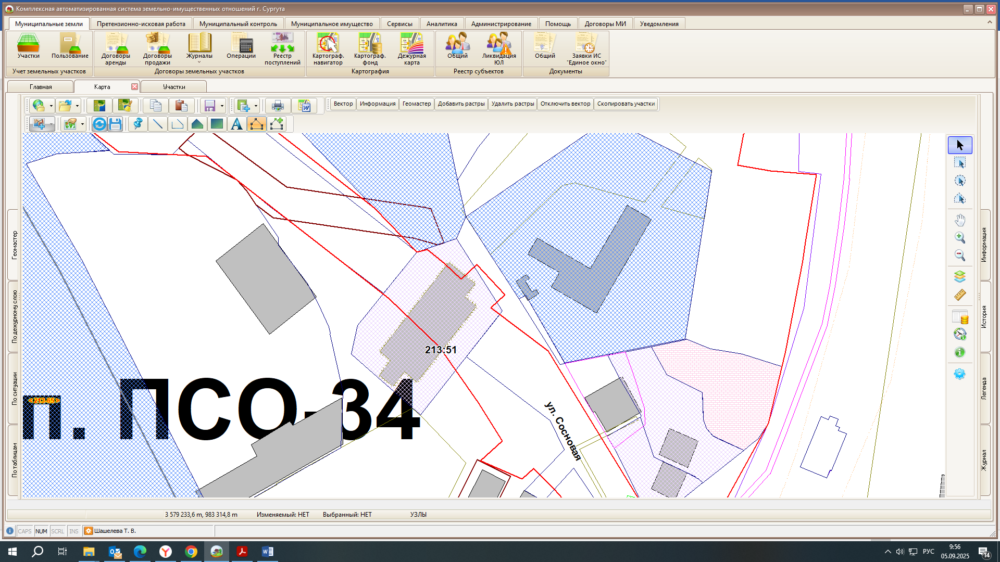 Комплексная автоматизированная система земельно-имущественных отношений г. Сургута
Муниципальные земли
Претензионно-исковая работа
Муниципальный контроль
Муниципальное имущество
Сервисы
Аналитика
Администрирование
Помощь
Договоры МИ
Уведомления
Участки
Пользование
Договоры аренды
Договоры продажи
Журналы
Операции
Реестр поступлений
Картограф. навигатор
Картограф. фонд
Дежурная карта
Общий
Ликвидация ЮЛ
Общий
Заявки ИС "Единое окно"
Учет земельных участков
Договоры земельных участков
Картография
Реестр субъектов
Документы
Главная
Карта
Участки
Вектор
Информация
Геомастер
Добавить растры
Удалить растры
Отключить вектор
Скопировать участки
Геомастер
По дежурному слою
По ситуации
По таблицам
213:51
п. ПСО-34
<213-65>
ул. Сосновая
Информация
История
Легенда
Журнал
3 579 233,6 m, 983 314,8 m
Изменяемый: НЕТ
Выбранный: НЕТ
УЗЛЫ
CAPS
NUM
SCRL
INS
Шашелева Т. В.
РУС
9:56
05.09.2025
14